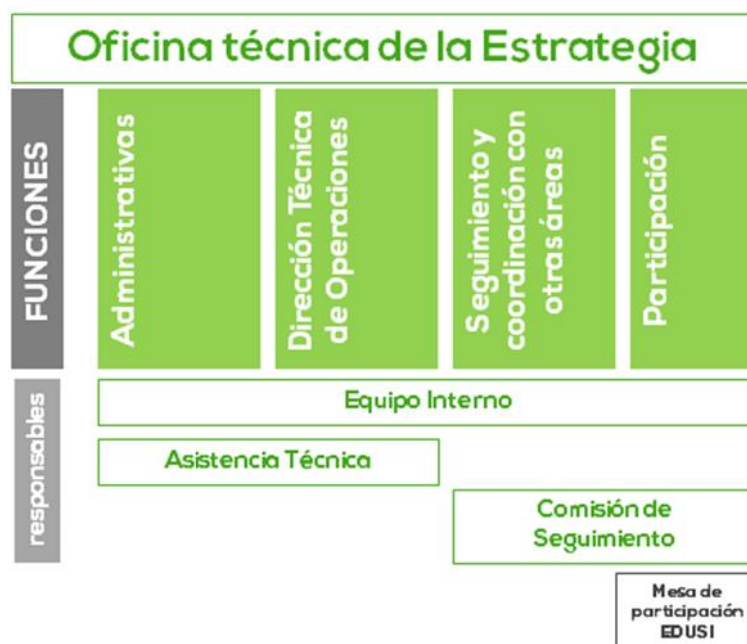 Oficina técnica de la Estrategia
FUNCIONES
Administrativas
Dirección Técnica
de Operaciones
Seguimiento y
coordinación con
otras áreas
Participación
responsables
Equipo Interno
Asistencia Técnica
Comisión de
Seguimiento
Mesa de
participación
EDUSI